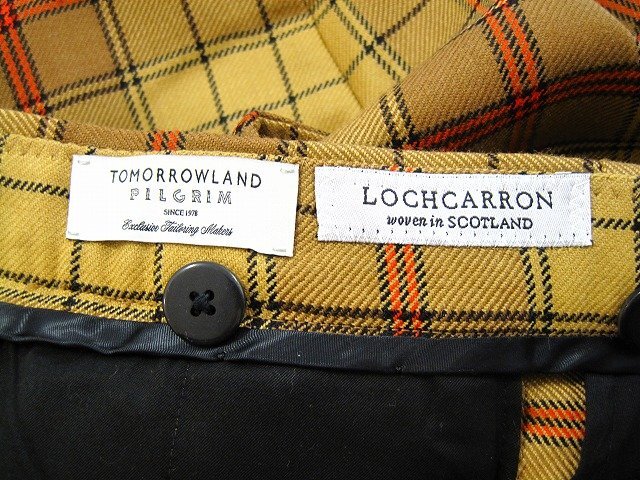 TOMORROWLAND
PILGRIM
SINCE 1978
Exclusive Tailoring Makers
LOCHCARRON
woven in SCOTLAND